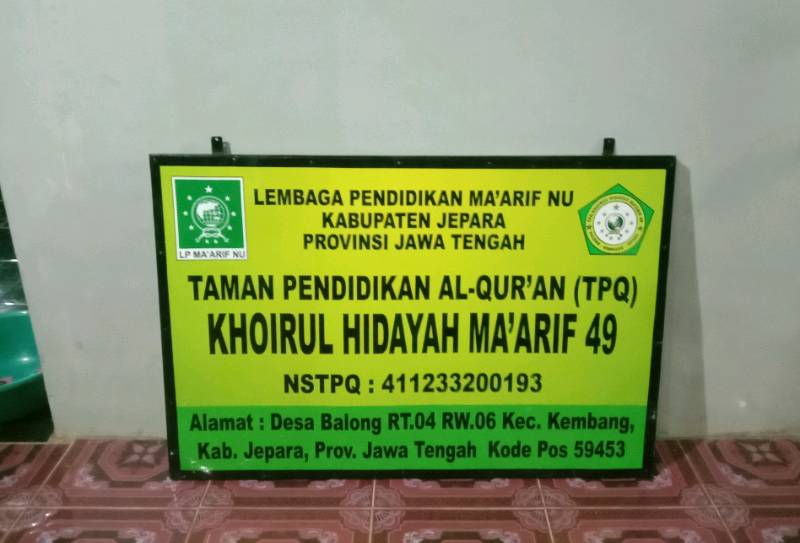 LEMBAGA PENDIDIKAN MA'ARIF NU
KABUPATEN JEPARA
PROVINSI JAWA TENGAH
LP MA'ARIF NU
TAMAN PENDIDIKAN AL-QUR'AN (TPQ)
KHOIRUL HIDAYAH MA'ARIF 49
NSTPQ : 411233200193
Alamat : Desa Balong RT.04 RW.06 Kec. Kembang,
Kab. Jepara, Prov. Jawa Tengah Kode Pos 59453